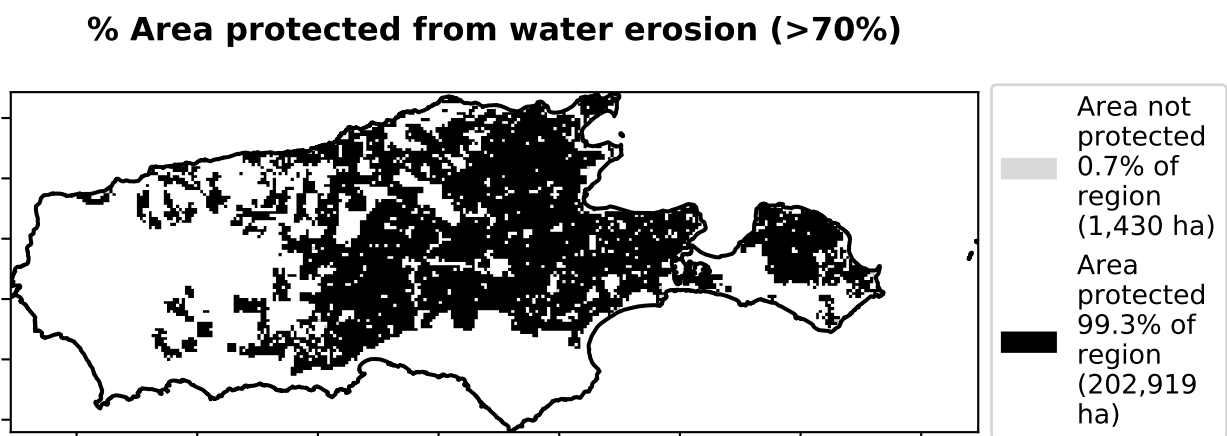 % Area protected from water erosion (>70%)
Area not
protected
0.7% of
region
(1,430 ha)
Area
protected
99.3% of
region
(202,919
ha)